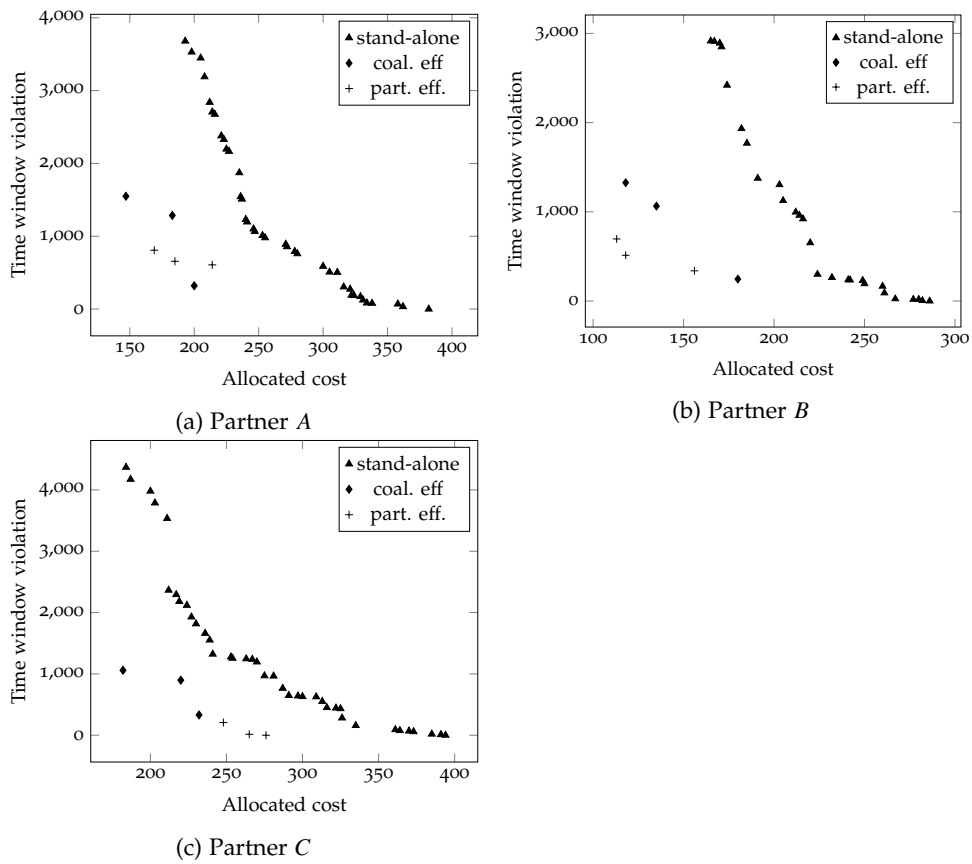 4,000
3,000
2,000
1,000
0
Time window violation
150
200
250
300
350
400
Allocated cost
stand-alone
coal. eff
part. eff.
(a) Partner A
3,000
2,000
1,000
0
Time window violation
100
150
200
250
300
Allocated cost
stand-alone
coal. eff
part. eff.
(b) Partner B
4,000
3,000
2,000
1,000
0
Time window violation
200
250
300
350
400
Allocated cost
stand-alone
coal. eff
part. eff.
(c) Partner C